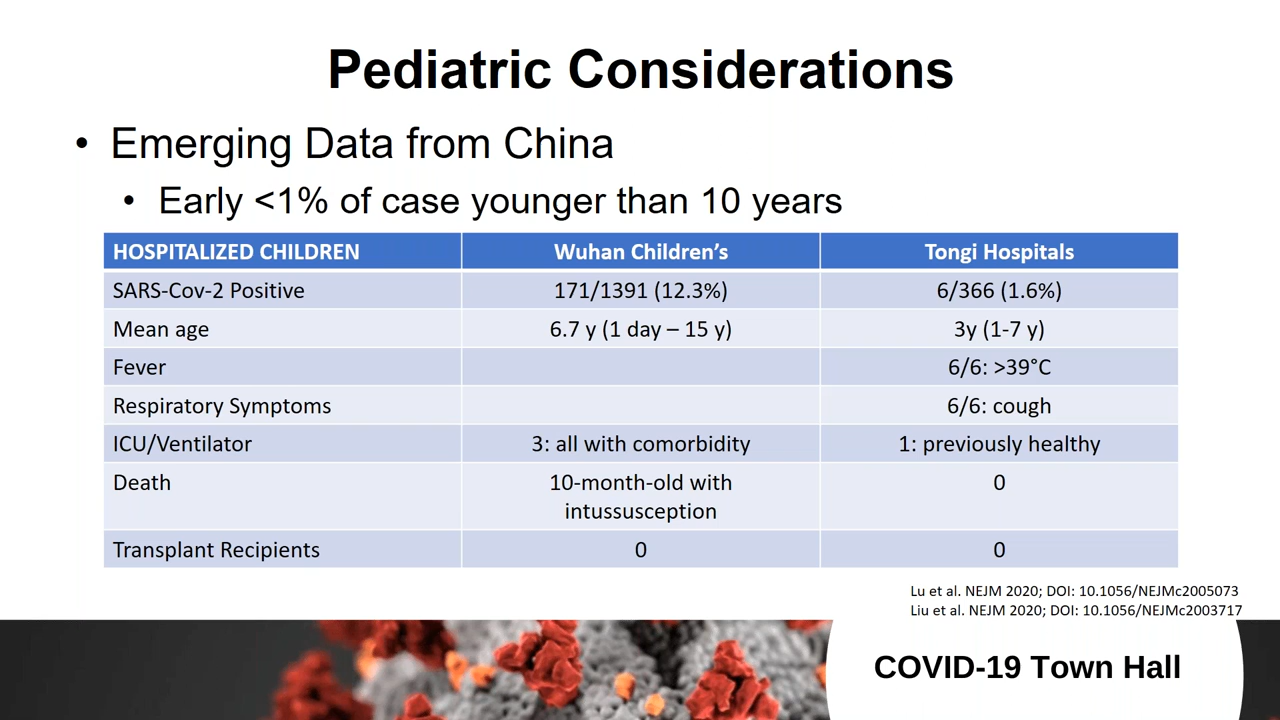 Pediatric Considerations
• Emerging Data from China
• Early <1% of case younger than 10 years
HOSPITALIZED CHILDREN Wuhan Children’s Tongi Hospitals
SARS-Cov-2 Positive 171/1391 (12.3%) 6/366 (1.6%)
Mean age 6.7 y (1 day – 15 y) 3y (1-7 y)
Fever 6/6: >39°C
Respiratory Symptoms 6/6: cough
ICU/Ventilator 3: all with comorbidity 1: previously healthy
Death 10-month-old with 0
intussusception
Transplant Recipients 0 0
Lu et al. NEJM 2020; DOI: 10.1056/NEJMc2005073
Liu et al. NEJM 2020; DOI: 10.1056/NEJMc2003717
COVID-19 Town Hall